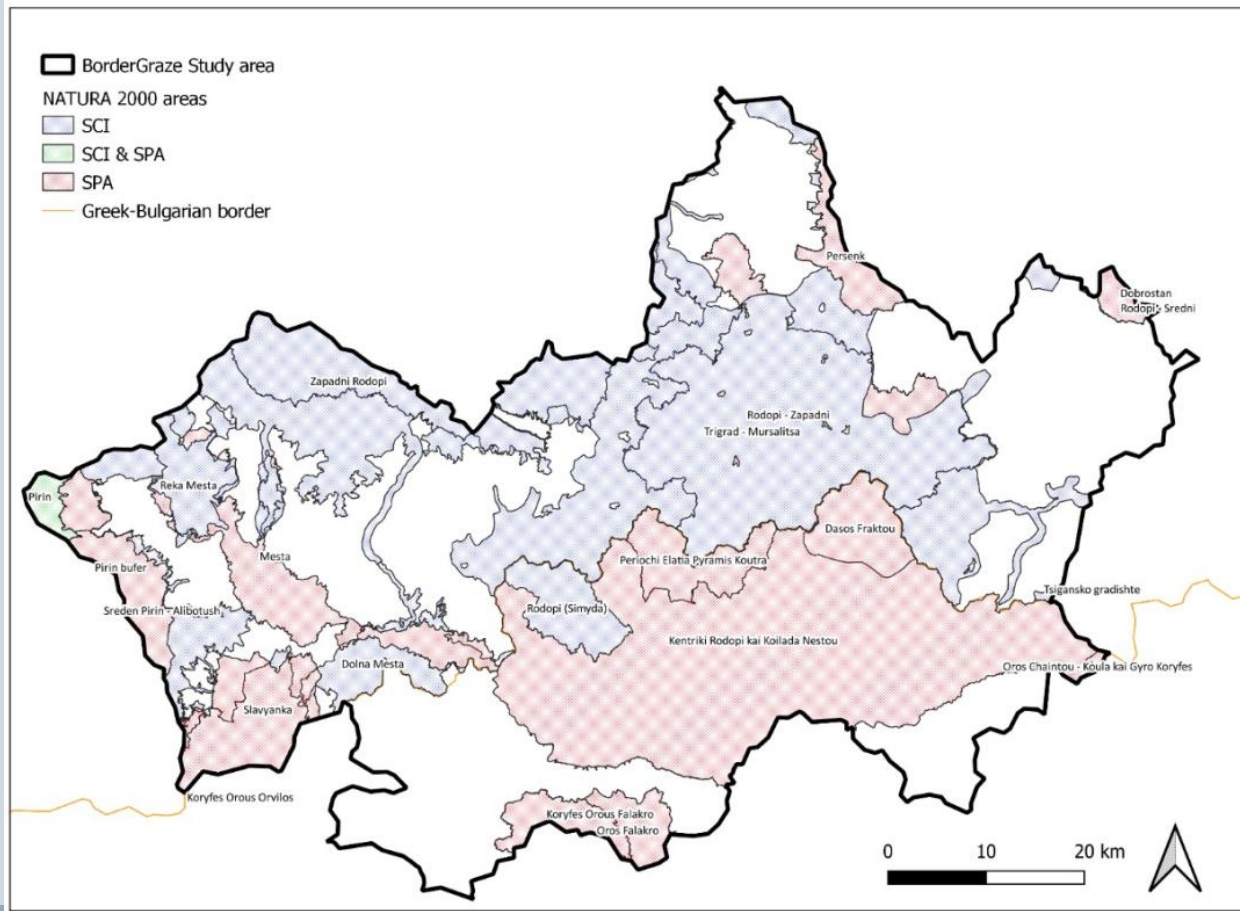 BorderGraze Study area
NATURA 2000 areas
SCI
SCI & SPA
SPA
Greek-Bulgarian border
Persenk
Dobrostan
Rodopi - Sredni
Zapadni Rodopi
Rodopi - Zapadni
Trigrad - Mursalitsa
Reka Mesta
Pirin
Dasos Fraktou
Mesta
Periochi Elatia Pyramis Koutra
Pirin bufer
Tsigansko gradishte
Sreden Pirin - Alibotush
Rodopi (Simyda)
Kentriki Rodopi kai Koilada Nestou
Dolna Mesta
Oros Chaintou - Koula kai Gyro Koryfes
Slavyanka
Koryfes Orous Orvilos
Koryfes Orous Falakro
Oros Falakro
0 10 20 km